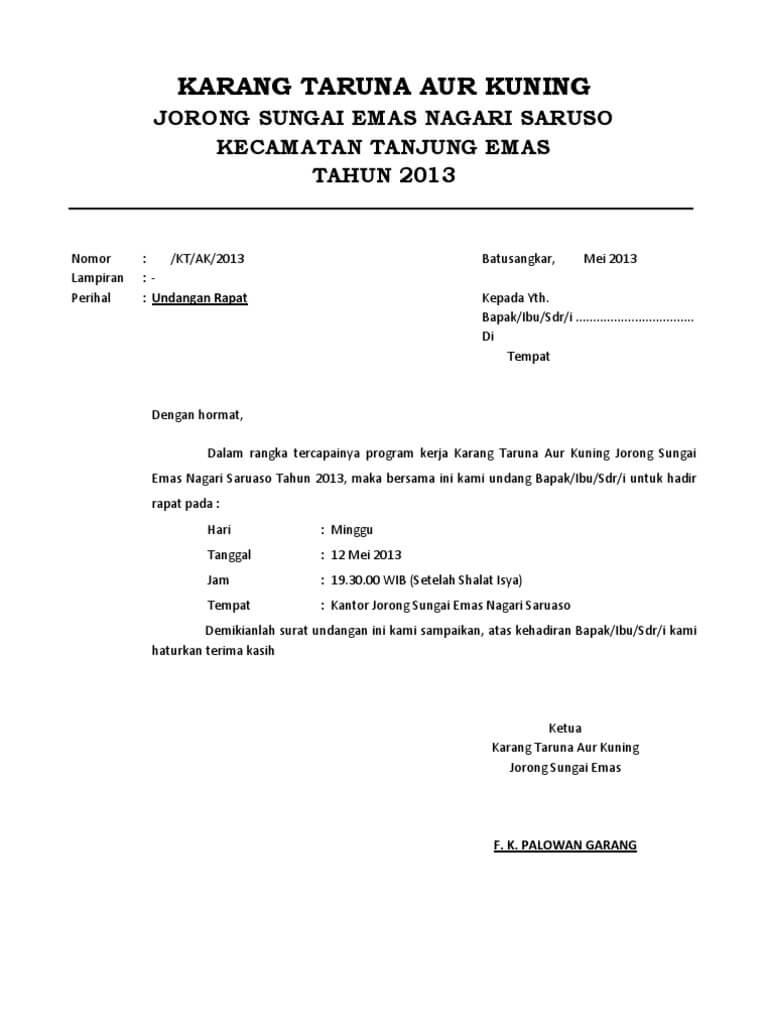 KARANG TARUNA AUR KUNING
JORONG SUNGAI EMAS NAGARI SARUSO
KECAMATAN TANJUNG EMAS
TAHUN 2013
Nomor : /KT/AK/2013
Lampiran : -
Perihal : Undangan Rapat
Batusangkar, Mei 2013
Kepada Yth.
Bapak/Ibu/Sdr/i ..................................
Di
Tempat
Dengan hormat,
Dalam rangka tercapainya program kerja Karang Taruna Aur Kuning Jorong Sungai
Emas Nagari Saruaso Tahun 2013, maka bersama ini kami undang Bapak/Ibu/Sdr/i untuk hadir
rapat pada :
Hari : Minggu
Tanggal : 12 Mei 2013
Jam : 19.30.00 WIB (Setelah Shalat Isya)
Tempat : Kantor Jorong Sungai Emas Nagari Saruaso
Demikianlah surat undangan ini kami sampaikan, atas kehadiran Bapak/Ibu/Sdr/i kami
haturkan terima kasih
Ketua
Karang Taruna Aur Kuning
Jorong Sungai Emas
F. K. PALOWAN GARANG